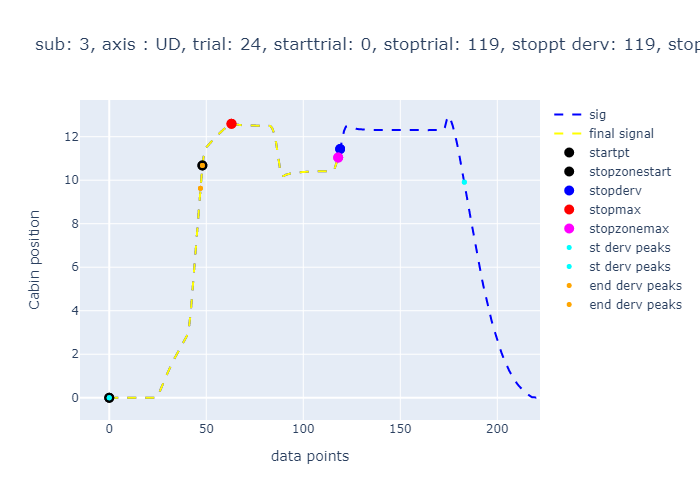 sub: 3, axis : UD, trial: 24, starttrial: 0, stoptrial: 119, stoppt derv: 119, stop
Cabin position
12
10
8
6
4
2
0
0 50 100 150 200
data points
sig
final signal
startpt
stopzonestart
stopderv
stopmax
stopzonemax
st derv peaks
st derv peaks
end derv peaks
end derv peaks